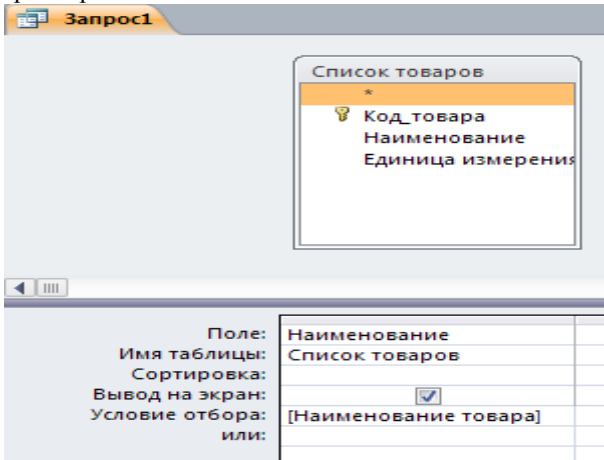 Запрос1
Список товаров
*
Код_товара
Наименование
Единица измерения
Поле: Наименование
Имя таблицы: Список товаров
Сортировка:
Вывод на экран:
Условие отбора: [Наименование товара]
или: